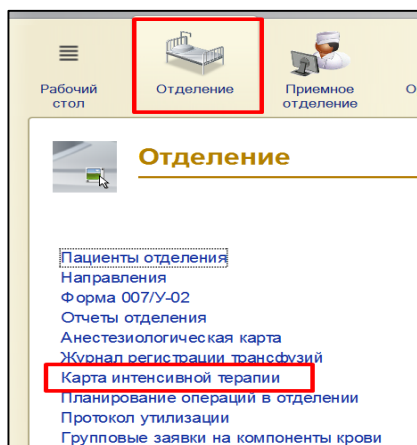 Рабочий
стол
Отделение
Приемное
отделение
О
Отделение
Пациенты отделения
Направления
Форма 007/У-02
Отчеты отделения
Анестезиологическая карта
Журнал регистрации трансфузий
Карта интенсивной терапии
Планирование операций в отделении
Протокол утилизации
Групповые заявки на компоненты крови